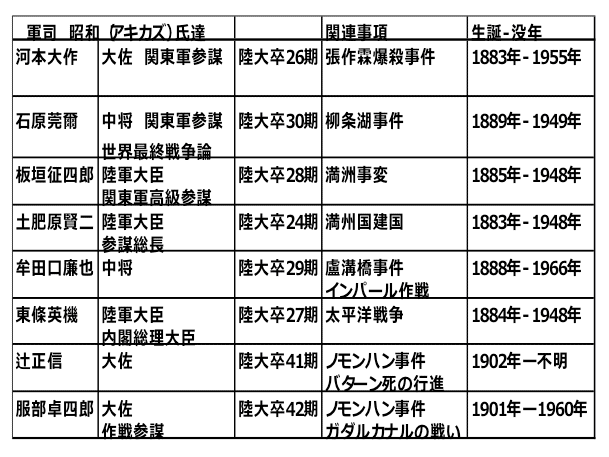 軍司 昭和（アキカズ）氏達 関連事項 生誕-没年
河本大作 大佐 関東軍参謀 陸大卒26期 張作霖爆殺事件 1883年-1955年
石原莞爾 中将 関東軍参謀 陸大卒30期 柳条湖事件 1889年-1949年
世界最終戦争論
板垣征四郎 陸軍大臣 陸大卒28期 満洲事変 1885年-1948年
関東軍高級参謀
土肥原賢二 陸軍大臣 陸大卒24期 満州国建国 1883年-1948年
参謀総長
牟田口廉也 中将 陸大卒29期 盧溝橋事件 1888年-1966年
インパール作戦
東條英機 陸軍大臣 陸大卒27期 太平洋戦争 1884年-1948年
内閣総理大臣
辻正信 大佐 陸大卒41期 ノモンハン事件 1902年ー不明
バターン死の行進
服部卓四郎 大佐 陸大卒42期 ノモンハン事件 1901年ー1960年
作戦参謀 ガダルカナルの戦い